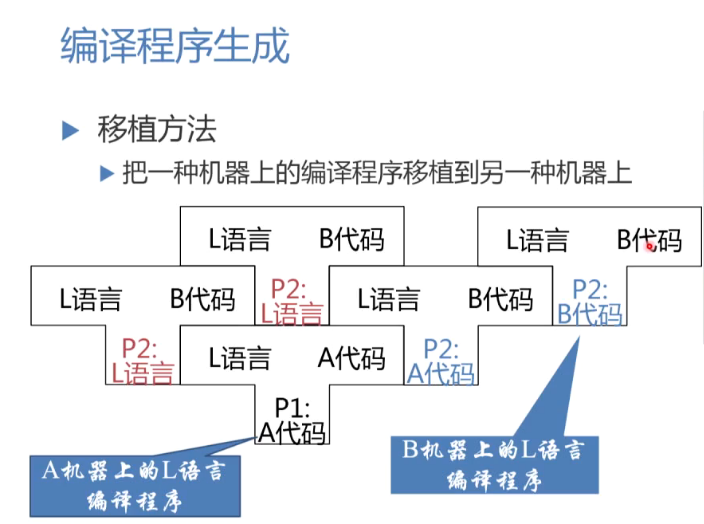 编译程序生成
移植方法
把一种机器上的编译程序移植到另一种机器上
L语言 B代码
L语言 B代码
L语言 B代码
P2:
L语言
L语言 B代码
P2:
B代码
P2:
L语言
L语言 A代码
P2:
A代码
P1:
A代码
A机器上的L语言
编译程序
B机器上的L语言
编译程序